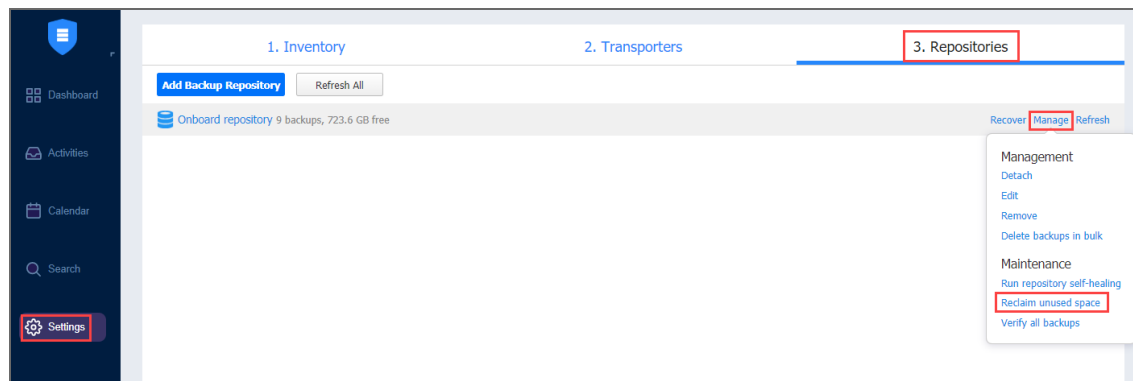 1. Inventory
2. Transporters
3. Repositories
Add Backup Repository
Refresh All
Onboard repository 9 backups, 723.6 GB free
Recover Manage Refresh
Management
Detach
Edit
Remove
Delete backups in bulk
Maintenance
Run repository self-healing
Reclaim unused space
Verify all backups
Dashboard
Activities
Calendar
Search
Settings